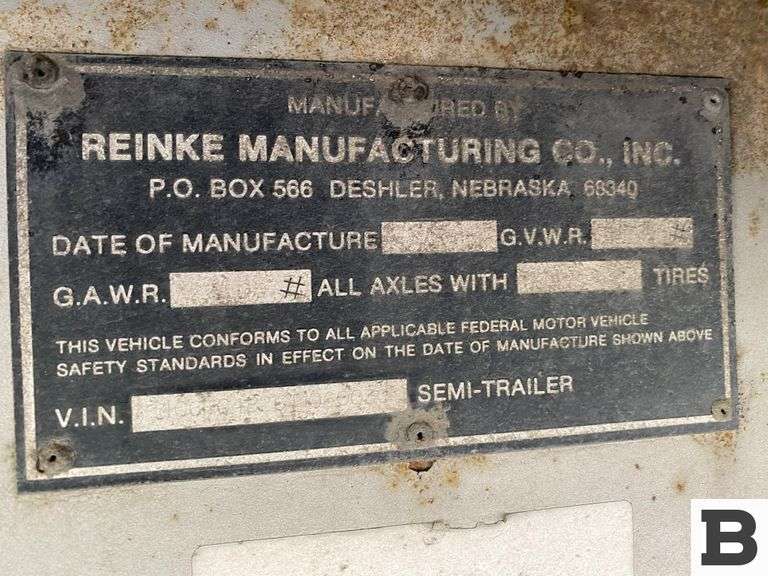 MANUFACTURED BY
REINKE MANUFACTURING CO., INC.
P.O. BOX 566 DESHLER, NEBRASKA 68340
DATE OF MANUFACTURE G.V.W.R. #
G.A.W.R. # ALL AXLES WITH TIRES
THIS VEHICLE CONFORMS TO ALL APPLICABLE FEDERAL MOTOR VEHICLE
SAFETY STANDARDS IN EFFECT ON THE DATE OF MANUFACTURE SHOWN ABOVE
V.I.N. SEMI-TRAILER
B